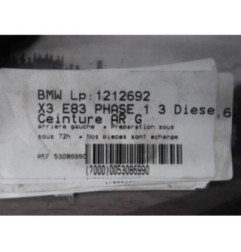 BMW Lp:1212692
X3 E83 PHASE 1 3 Diese,6
Ceinture AR G
arriere gauche * Preparation sous
sous 72h * Nos pieces sont echange
REF 53086990
(7000)0053086990